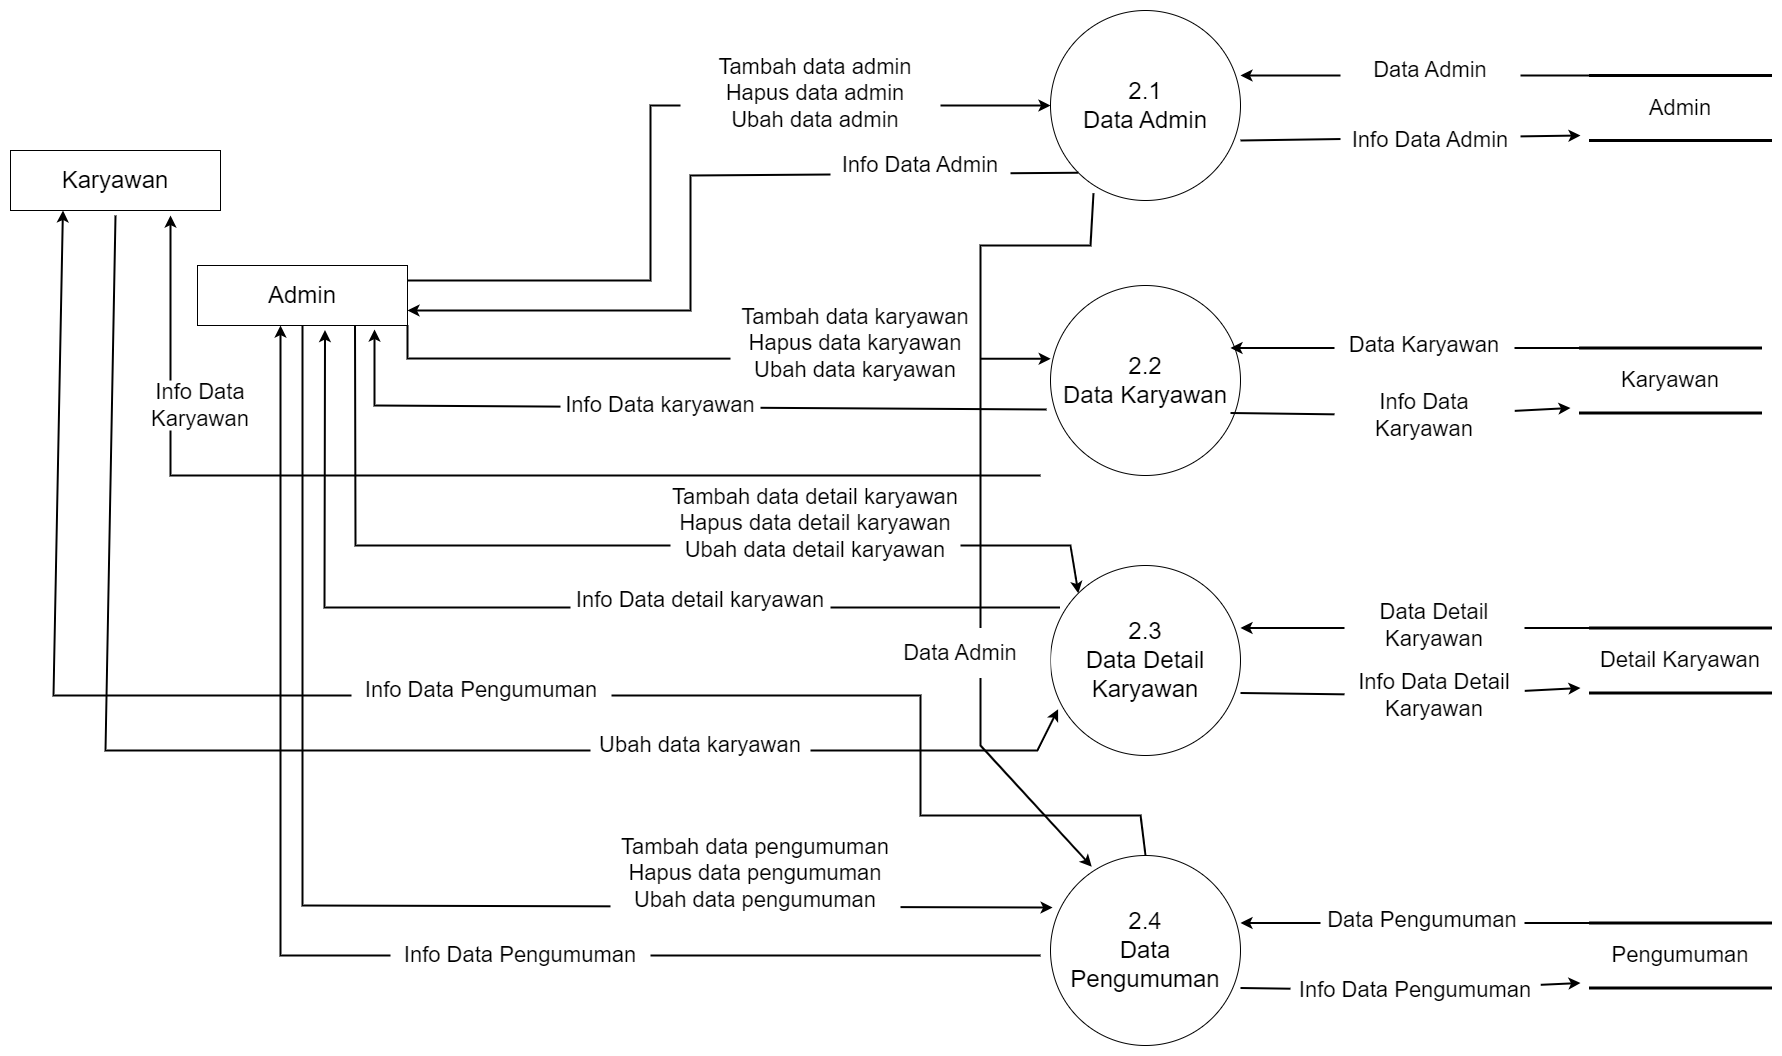 Tambah data admin
Hapus data admin
Ubah data admin
2.1
Data Admin
Data Admin
Admin
Info Data Admin
Info Data Admin
Karyawan
Admin
Tambah data karyawan
Hapus data karyawan
Ubah data karyawan
2.2
Data Karyawan
Data Karyawan
Karyawan
Info Data
Karyawan
Info Data karyawan
Info Data
Karyawan
Tambah data detail karyawan
Hapus data detail karyawan
Ubah data detail karyawan
Info Data detail karyawan
Data Admin
2.3
Data Detail
Karyawan
Data Detail
Karyawan
Detail Karyawan
Info Data Detail
Karyawan
Info Data Pengumuman
Ubah data karyawan
Tambah data pengumuman
Hapus data pengumuman
Ubah data pengumuman
Info Data Pengumuman
2.4
Data
Pengumuman
Data Pengumuman
Pengumuman
Info Data Pengumuman